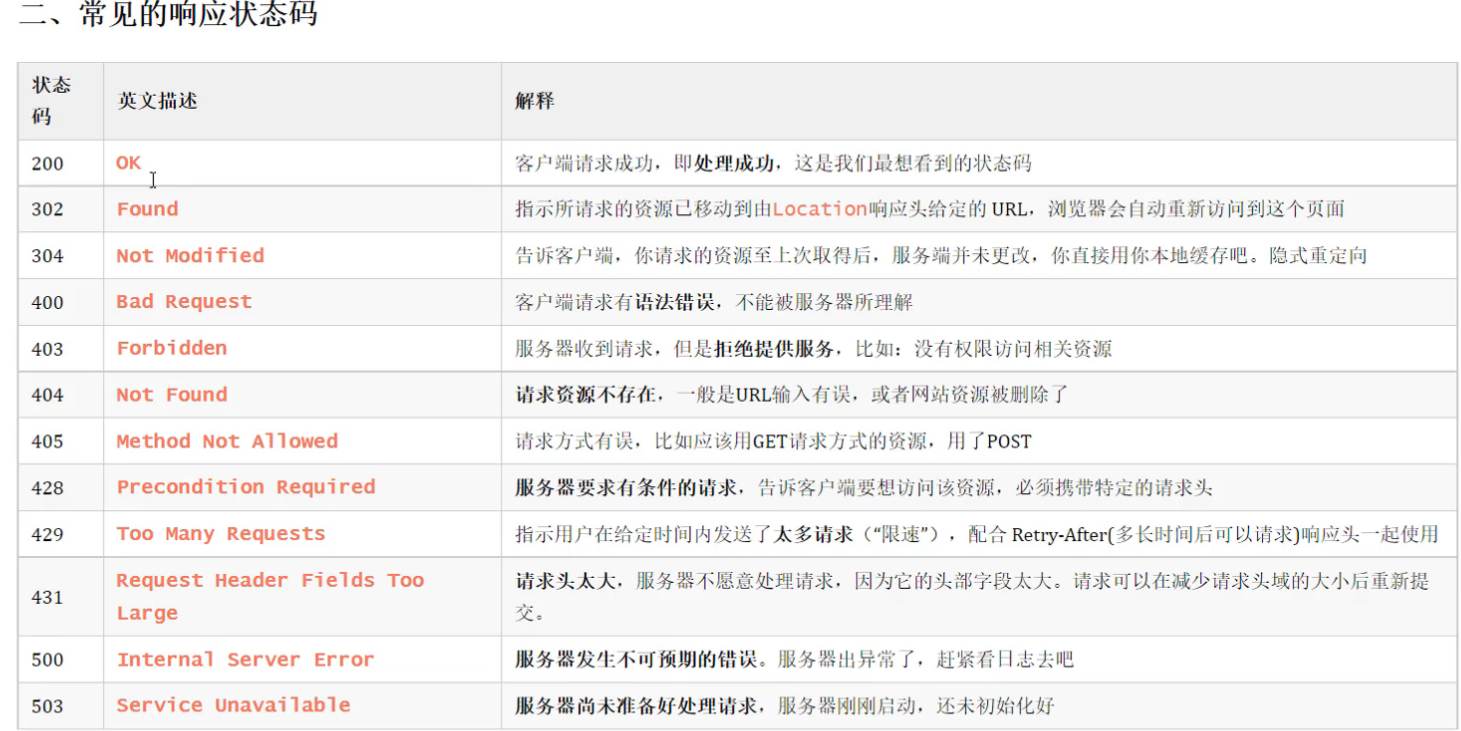 二、常见的响应状态码
状态
码
英文描述
解释
200
OK
客户端请求成功，即处理成功，这是我们最想看到的状态码
302
Found
指示所请求的资源已移动到由Location响应头给定的 URL，浏览器会自动重新访问到这个页面
304
Not Modified
告诉客户端，你请求的资源至上次取得后，服务端并未更改，你直接用你本地缓存吧。隐式重定向
400
Bad Request
客户端请求有语法错误，不能被服务器所理解
403
Forbidden
服务器收到请求，但是拒绝提供服务，比如：没有权限访问相关资源
404
Not Found
请求资源不存在，一般是URL输入有误，或者网站资源被删除了
405
Method Not Allowed
请求方式有误，比如应该用GET请求方式的资源，用了POST
428
Precondition Required
服务器要求有条件的请求，告诉客户端要想访问该资源，必须携带特定的请求头
429
Too Many Requests
指示用户在给定时间内发送了太多请求（“限速”），配合 Retry-After(多长时间后可以请求)响应头一起使用
431
Request Header Fields Too
Large
请求头太大，服务器不愿意处理请求，因为它的头部字段太大。请求可以在减少请求头域的大小后重新提
交。
500
Internal Server Error
服务器发生不可预期的错误。服务器出异常了，赶紧看日志去吧
503
Service Unavailable
服务器尚未准备好处理请求，服务器刚刚启动，还未初始化好